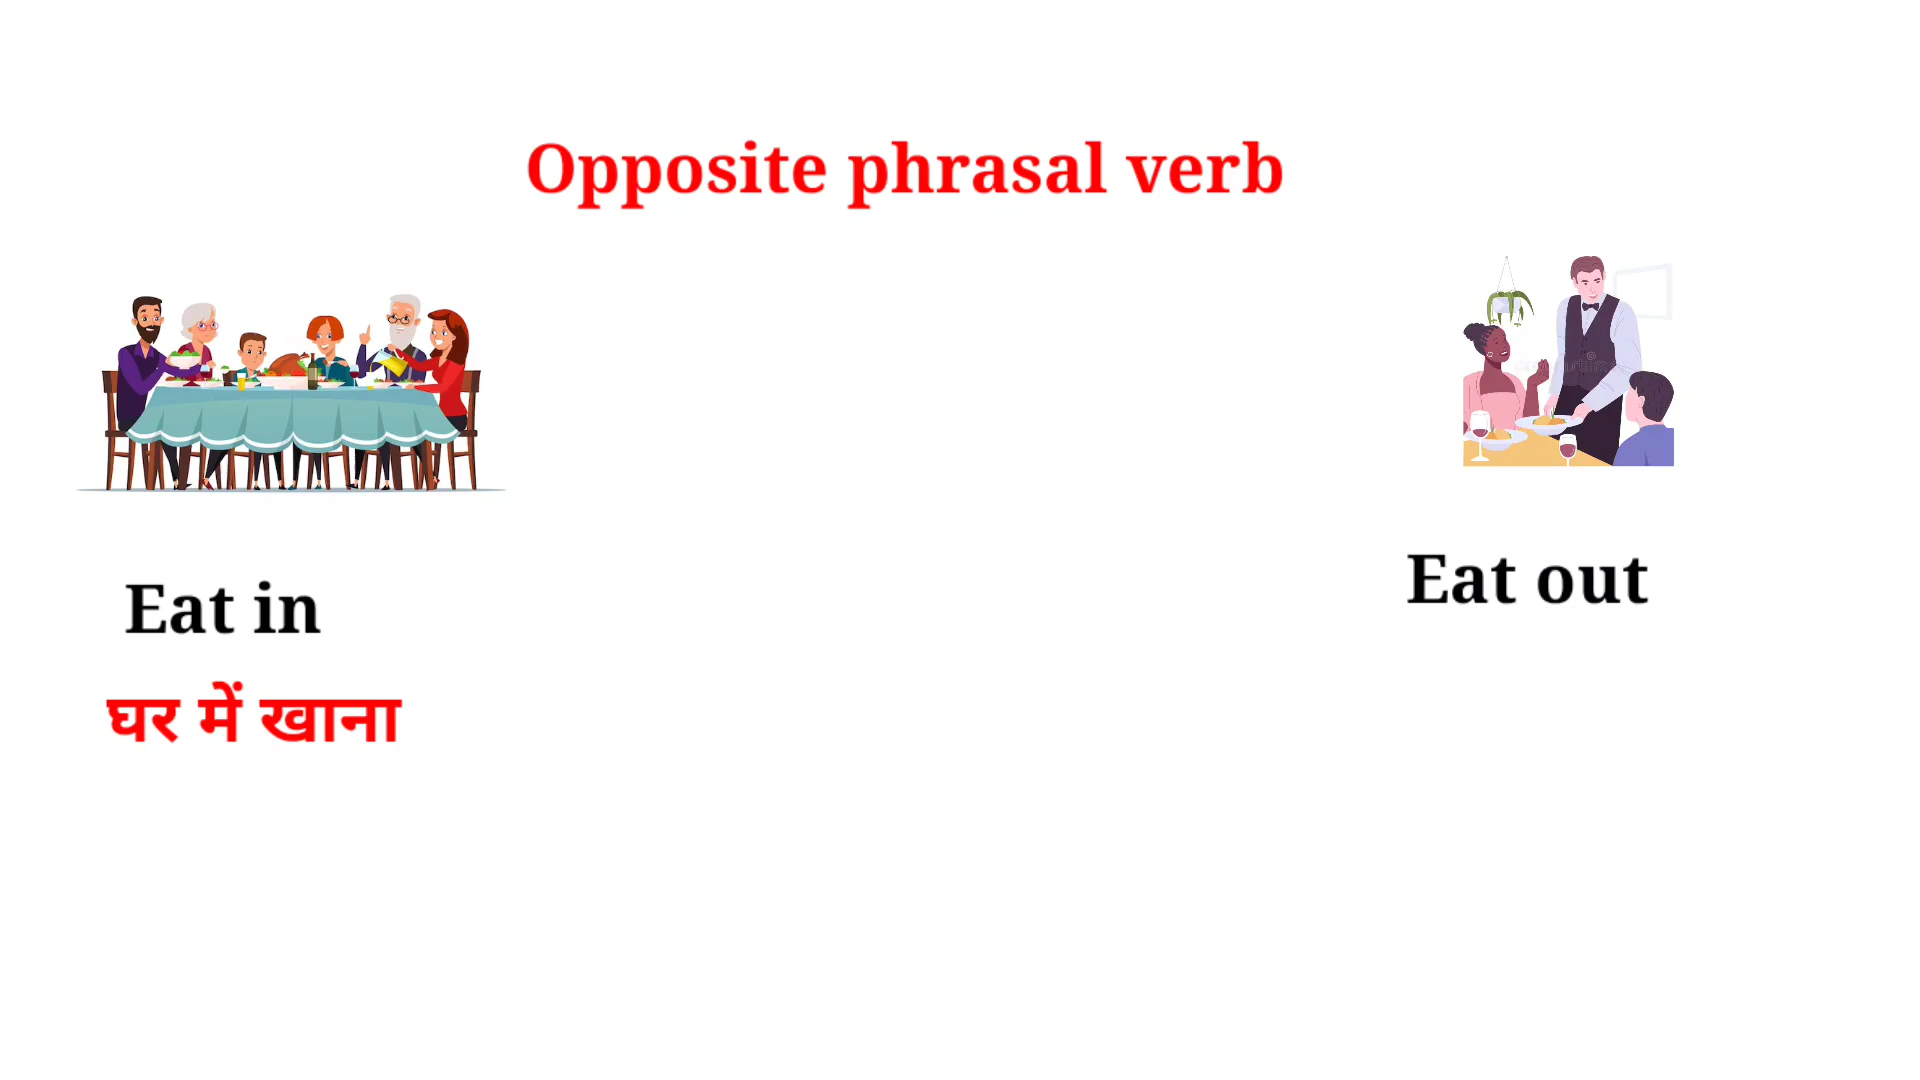 Opposite phrasal verb
Eat in
घर में खाना
Eat out